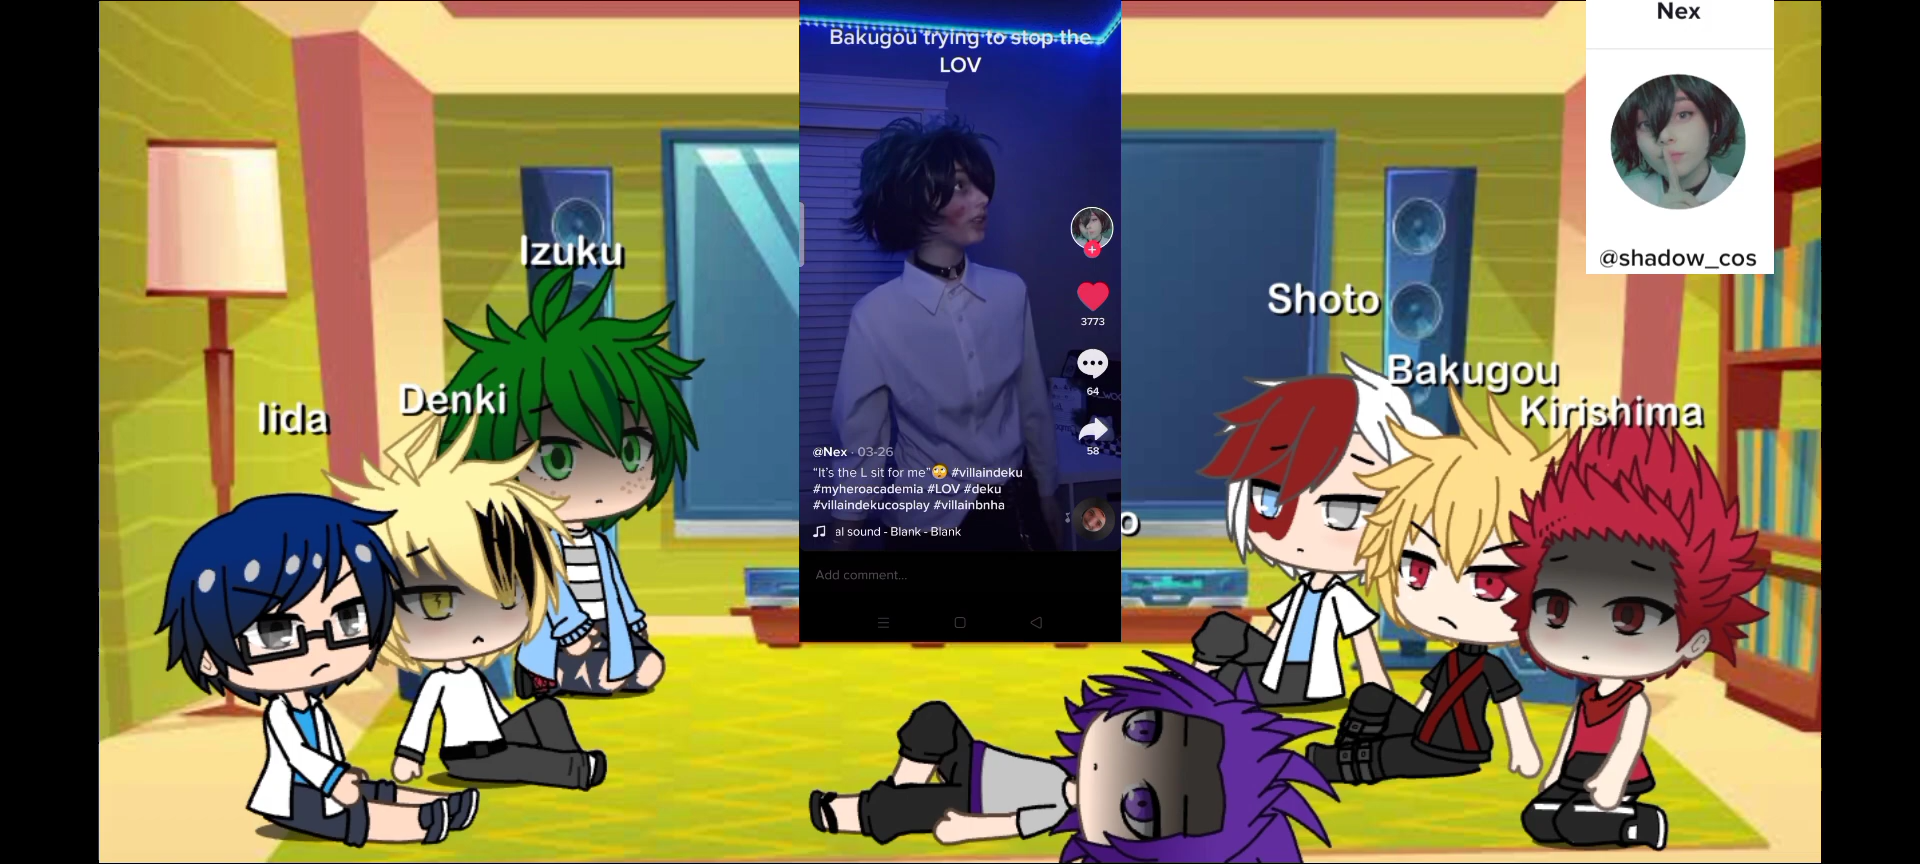 Nex
@shadow_cos
Bakugou trying to stop the
LOV
Izuku
Denki
Iida
Shoto
Bakugou
Kirishima
o
3773
64
58
@Nex · 03-26
“It's the L sit for me”🙄 #villaindeku
#myheroacademia #LOV #deku
#villaindekucosplay #villainbnha
al sound - Blank - Blank
Add comment...